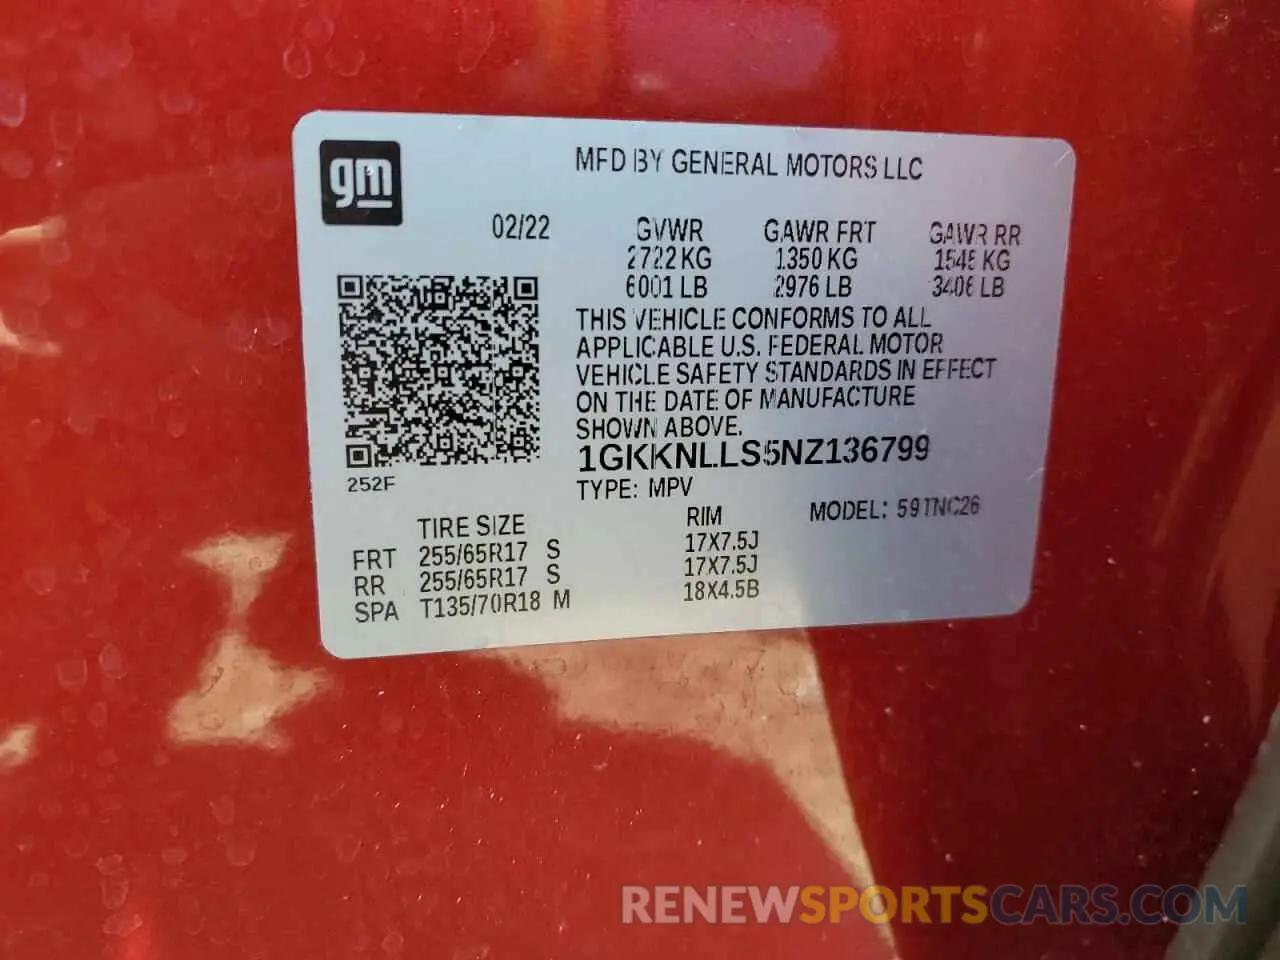 gm
MFD BY GENERAL MOTORS LLC
02/22 GVWR GAWR FRT GAWR RR
2722 KG 1350 KG 1545 KG
6001 LB 2976 LB 3406 LB
THIS VEHICLE CONFORMS TO ALL
APPLICABLE U.S. FEDERAL MOTOR
VEHICLE SAFETY STANDARDS IN EFFECT
ON THE DATE OF MANUFACTURE
SHOWN ABOVE.
1GKKNLLS5NZ136799
252F
TYPE: MPV
MODEL: 59TNC26
TIRE SIZE RIM
FRT 255/65R17 S 17X7.5J
RR 255/65R17 S 17X7.5J
SPA T135/70R18 M 18X4.5B
RENEWSPORTSCARS.COM